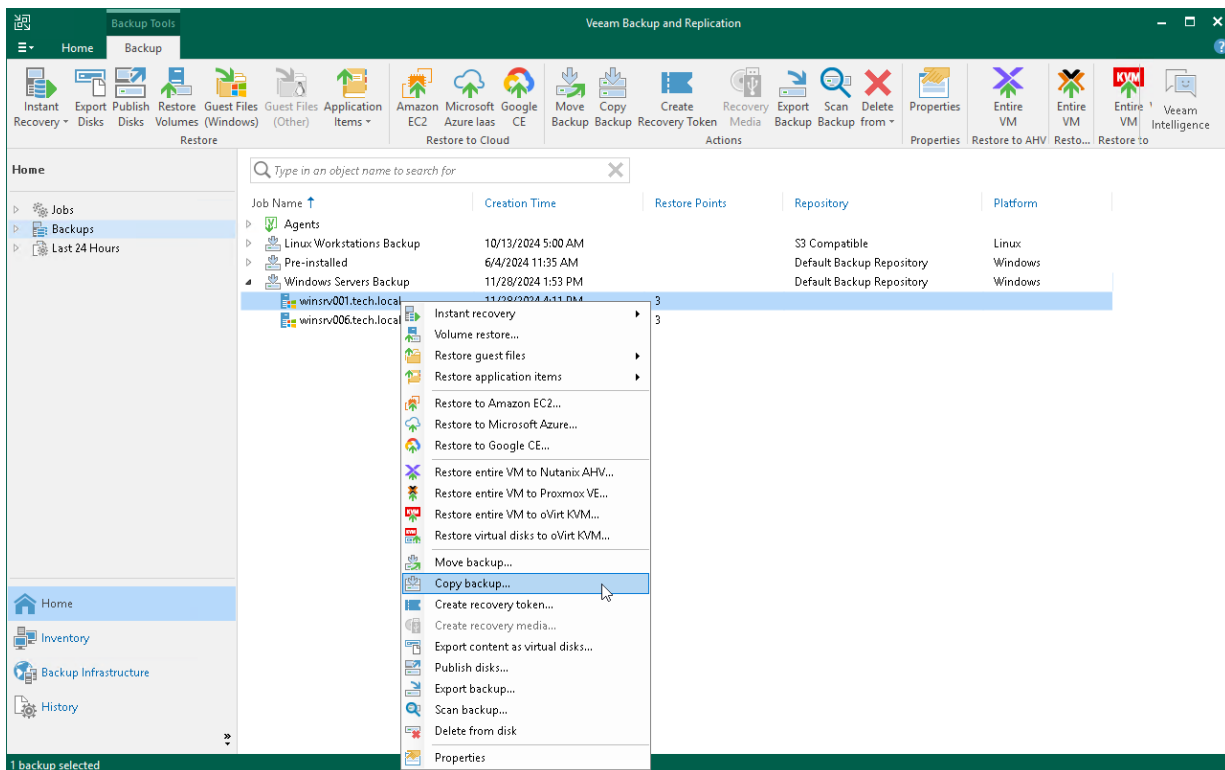 Backup Tools
Veeam Backup and Replication
Home Backup
Instant Recovery
Export Disks
Publish Disks
Restore Volumes
Guest Files (Windows)
Guest Files (Other)
Application Items
Amazon EC2
Microsoft Azure Iaas
Google CE
Move Backup
Copy Backup
Create Recovery Token
Recovery Media
Export Backup
Scan Backup
Delete from
Properties
Entire VM
Entire VM
Entire VM
Veeam Intelligence
Restore
Restore to Cloud
Actions
Properties
Restore to AHV
Resto...
Restore to
Home
Type in an object name to search for
Jobs
Backups
Last 24 Hours
Job Name Creation Time Restore Points Repository Platform
Agents
Linux Workstations Backup 10/13/2024 5:00 AM S3 Compatible Linux
Pre-installed 6/4/2024 11:35 AM Default Backup Repository Windows
Windows Servers Backup 11/28/2024 1:53 PM Default Backup Repository Windows
winsrv001.tech.local 11/28/2024 4:11 PM 3
winsrv006.tech.local 3
Instant recovery
Volume restore...
Restore guest files
Restore application items
Restore to Amazon EC2...
Restore to Microsoft Azure...
Restore to Google CE...
Restore entire VM to Nutanix AHV...
Restore entire VM to Proxmox VE...
Restore entire VM to oVirt KVM...
Restore virtual disks to oVirt KVM...
Move backup...
Copy backup...
Create recovery token...
Create recovery media...
Export content as virtual disks...
Publish disks...
Export backup...
Scan backup...
Delete from disk
Properties
Home
Inventory
Backup Infrastructure
History
1 backup selected